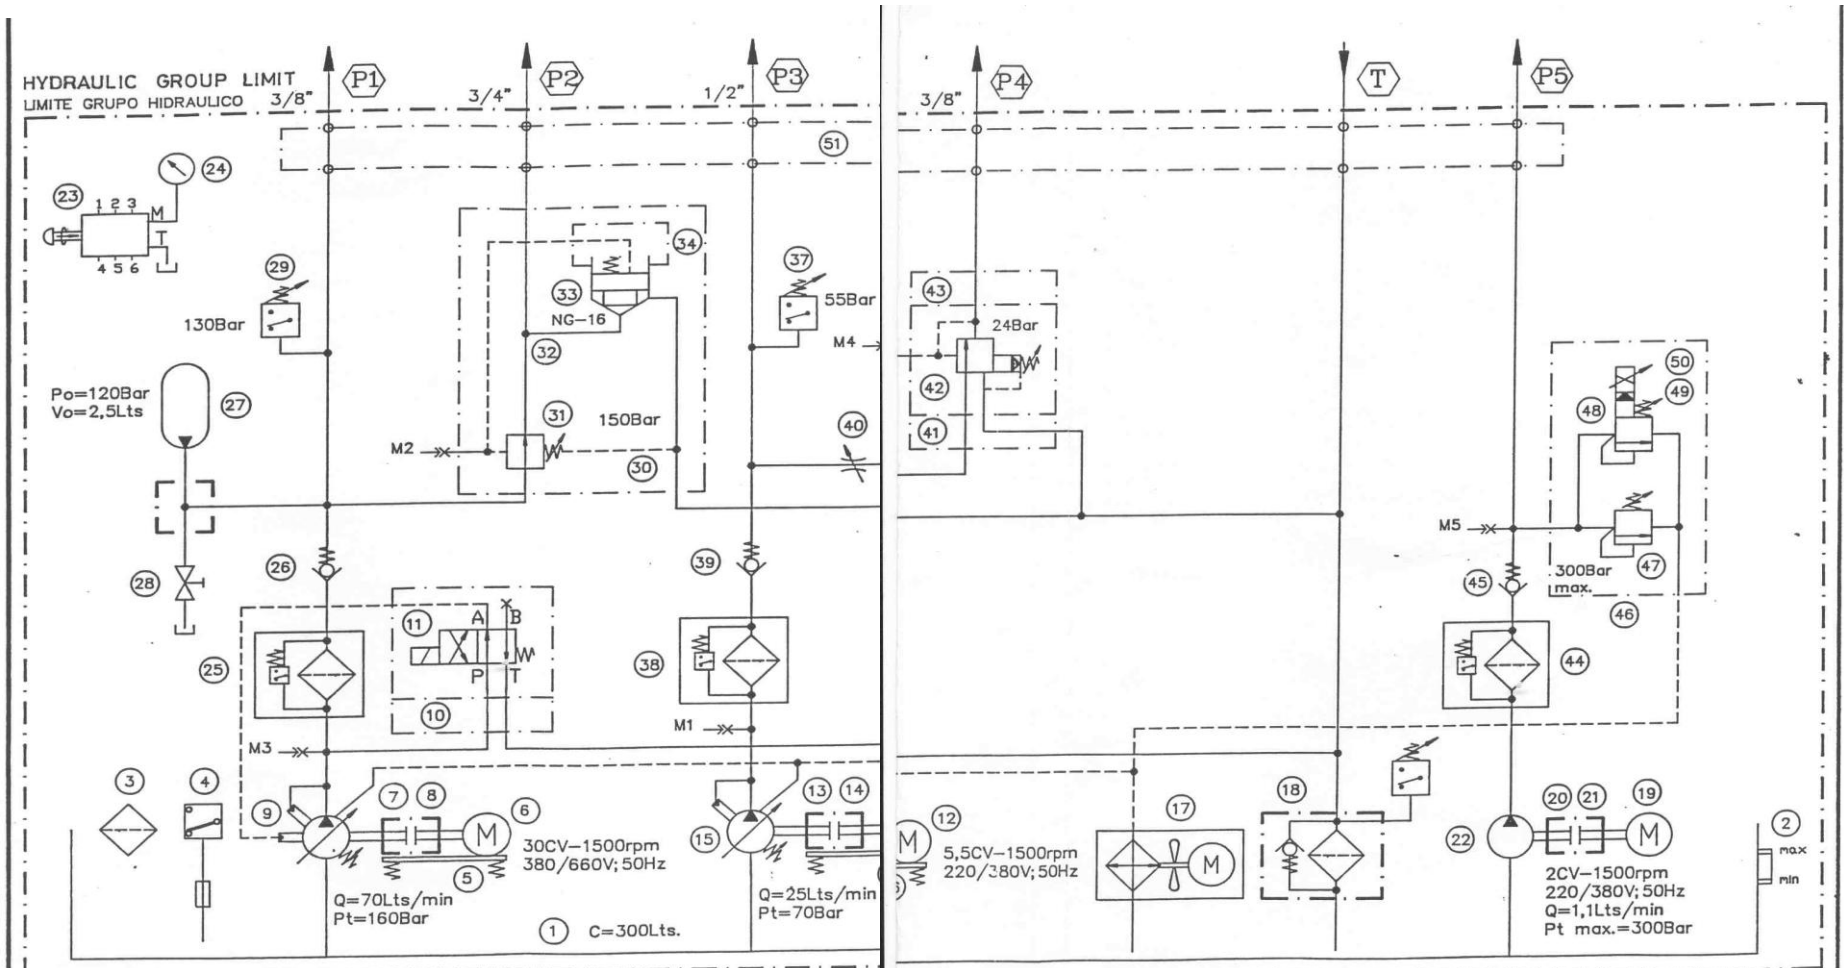 HYDRAULIC GROUP LIMIT
LIMITE GRUPO HIDRAULICO
3/8"
P1
3/4"
P2
1/2"
P3
3/8"
P4
T
P5
51
24
23
1 2 3
M
T
4 5 6
29
130Bar
34
33
NG-16
32
37
55Bar
M4
43
24Bar
42
41
50
49
48
Po=120Bar
Vo=2,5Lts
27
31
150Bar
M2
30
40
M5
47
300Bar
max.
46
28
26
39
45
11
A
B
P
T
10
25
38
44
M3
M1
3
4
9
7
8
6
M
30CV-1500rpm
380/660V; 50Hz
5
Q=70Lts/min
Pt=160Bar
15
13
14
Q=25Lts/min
Pt=70Bar
12
M
5,5CV-1500rpm
220/380V; 50Hz
17
M
18
22
20
21
19
M
2CV-1500rpm
220/380V; 50Hz
Q=1,1Lts/min
Pt max.=300Bar
2
max
min
1
C=300Lts.